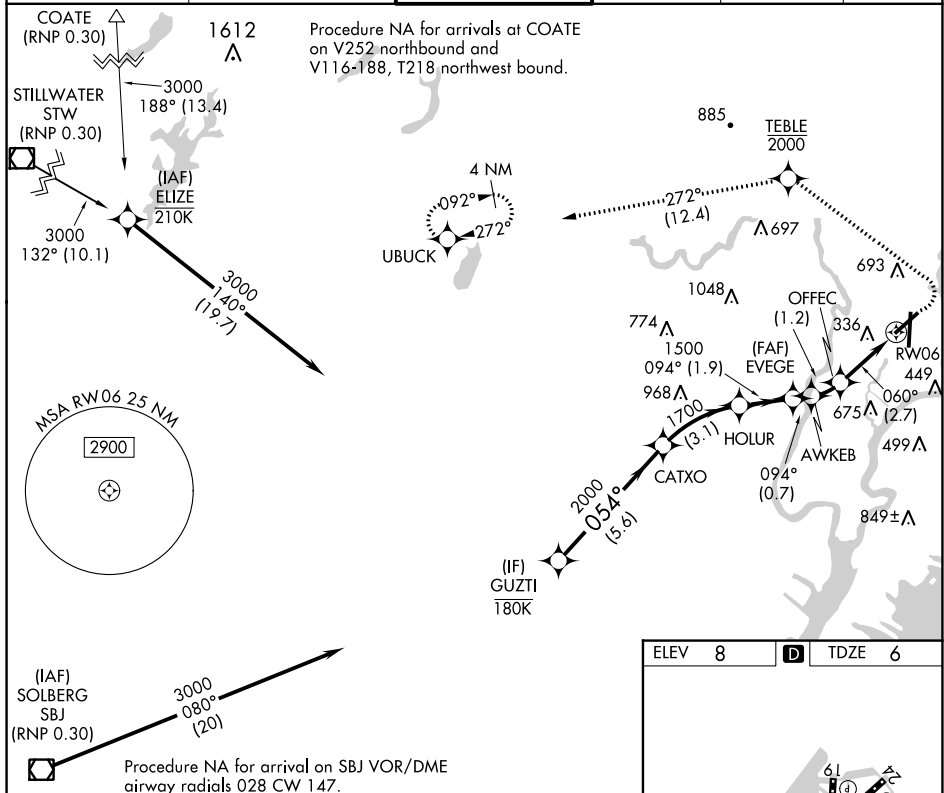 COATE
(RNP 0.30)
1612
Procedure NA for arrivals at COATE
on V252 northbound and
V116-188, T218 northwest bound.
3000
188° (13.4)
STILLWATER
STW
(RNP 0.30)
(IAF)
ELIZE
210K
3000
132° (10.1)
3000
140°
(19.7)
4 NM
092°
272°
UBUCK
885
TEBLE
2000
272°
(12.4)
697
693
1048
OFFEC
(1.2)
336
774
1500
094° (1.9)
(FAF)
EVEGE
RW06
449
968
1700
(3.1)
HOLUR
675
060°
(2.7)
AWKEB
499
CATXO
094°
(0.7)
849±
MSA RW06 25 NM
2900
2000
054°
(5.6)
(IF)
GUZTI
180K
(IAF)
SOLBERG
SBJ
(RNP 0.30)
3000
080°
(20)
Procedure NA for arrival on SBJ VOR/DME
airway radials 028 CW 147.
ELEV 8
D
TDZE 6
19
24
P